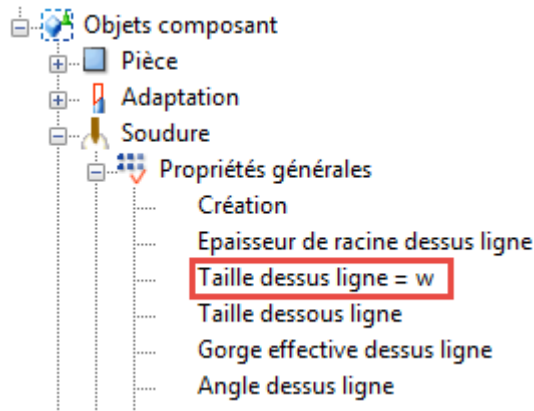 Objets composant
Pièce
Adaptation
Soudure
Propriétés générales
Création
Epaisseur de racine dessus ligne
Taille dessus ligne = w
Taille dessous ligne
Gorge effective dessus ligne
Angle dessus ligne